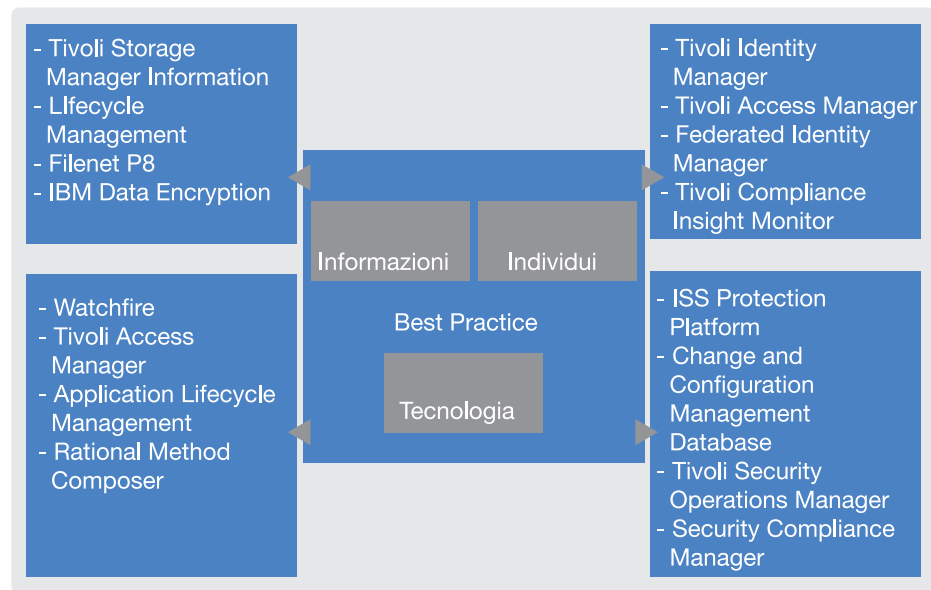 - Tivoli Storage
Manager Information
- LIfecycle
Management
- Filenet P8
- IBM Data Encryption
- Tivoli Identity
Manager
- Tivoli Access Manager
- Federated Identity
Manager
- Tivoli Compliance
Insight Monitor
Informazioni
Individui
Best Practice
Tecnologia
- Watchfire
- Tivoli Access
Manager
- Application Lifecycle
Management
- Rational Method
Composer
- ISS Protection
Platform
- Change and
Configuration
Management
Database
- Tivoli Security
Operations Manager
- Security Compliance
Manager